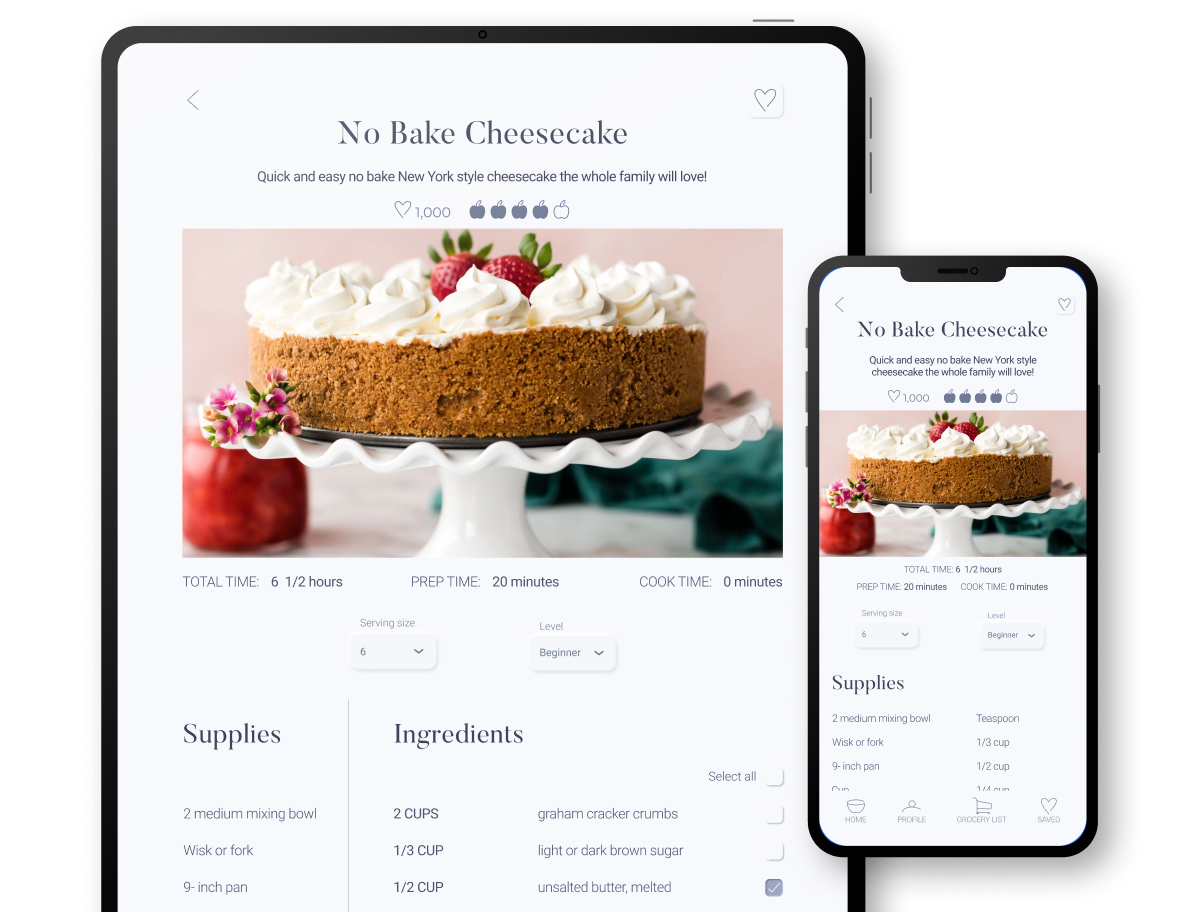 No Bake Cheesecake
Quick and easy no bake New York style cheesecake the whole family will love!
1,000
TOTAL TIME: 6 1/2 hours PREP TIME: 20 minutes COOK TIME: 0 minutes
Serving size
Level
6
Beginner
Supplies
Ingredients
Select all
2 medium mixing bowl
2 CUPS graham cracker crumbs
Wisk or fork
1/3 CUP light or dark brown sugar
9- inch pan
1/2 CUP unsalted butter, melted
No Bake Cheesecake
Quick and easy no bake New York style
cheesecake the whole family will love!
1,000
TOTAL TIME: 6 1/2 hours
PREP TIME: 20 minutes COOK TIME: 0 minutes
Serving size
Level
6
Beginner
Supplies
2 medium mixing bowl Teaspoon
Wisk or fork 1/3 cup
9- inch pan 1/2 cup
Cup 1/4 cup
HOME PROFILE GROCERY LIST SAVED